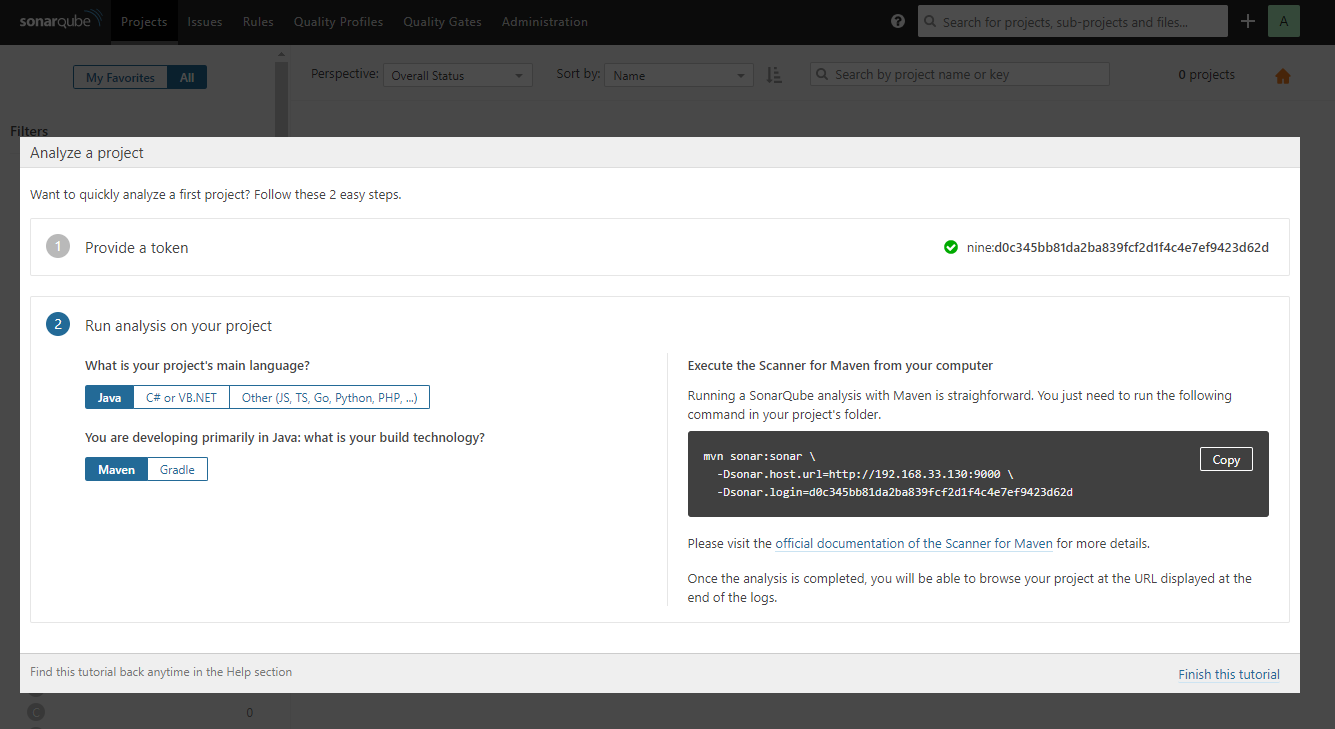 sonarqube Projects Issues Rules Quality Profiles Quality Gates Administration ? Search for projects, sub-projects and files... + A
My Favorites All Perspective: Overall Status Sort by: Name Search by project name or key 0 projects
Filters
Analyze a project
Want to quickly analyze a first project? Follow these 2 easy steps.
1 Provide a token nine:d0c345bb81da2ba839fcf2d1f4c4e7ef9423d62d
2 Run analysis on your project
What is your project's main language?
Java C# or VB.NET Other (JS, TS, Go, Python, PHP, ...)
You are developing primarily in Java: what is your build technology?
Maven Gradle
Execute the Scanner for Maven from your computer
Running a SonarQube analysis with Maven is straighforward. You just need to run the following
command in your project's folder.
Copy
mvn sonar:sonar \
-Dsonar.host.url=http://192.168.33.130:9000 \
-Dsonar.login=d0c345bb81da2ba839fcf2d1f4c4e7ef9423d62d
Please visit the official documentation of the Scanner for Maven for more details.
Once the analysis is completed, you will be able to browse your project at the URL displayed at the
end of the logs.
Find this tutorial back anytime in the Help section Finish this tutorial
C 0